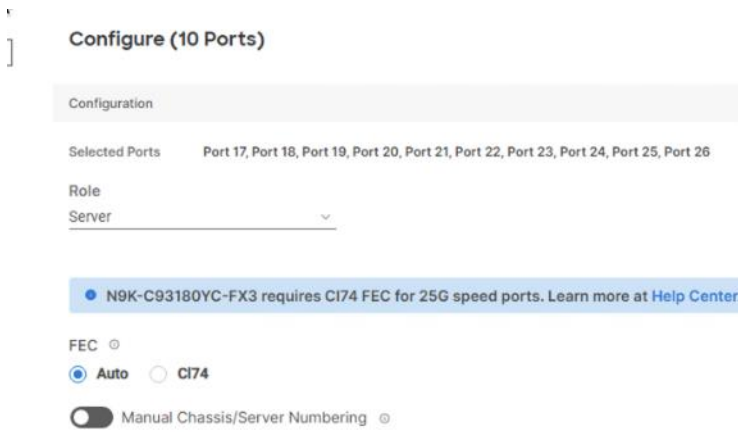 Configure (10 Ports)
Configuration
Selected Ports Port 17, Port 18, Port 19, Port 20, Port 21, Port 22, Port 23, Port 24, Port 25, Port 26
Role
Server
N9K-C93180YC-FX3 requires Cl74 FEC for 25G speed ports. Learn more at Help Center
FEC
Auto Cl74
Manual Chassis/Server Numbering